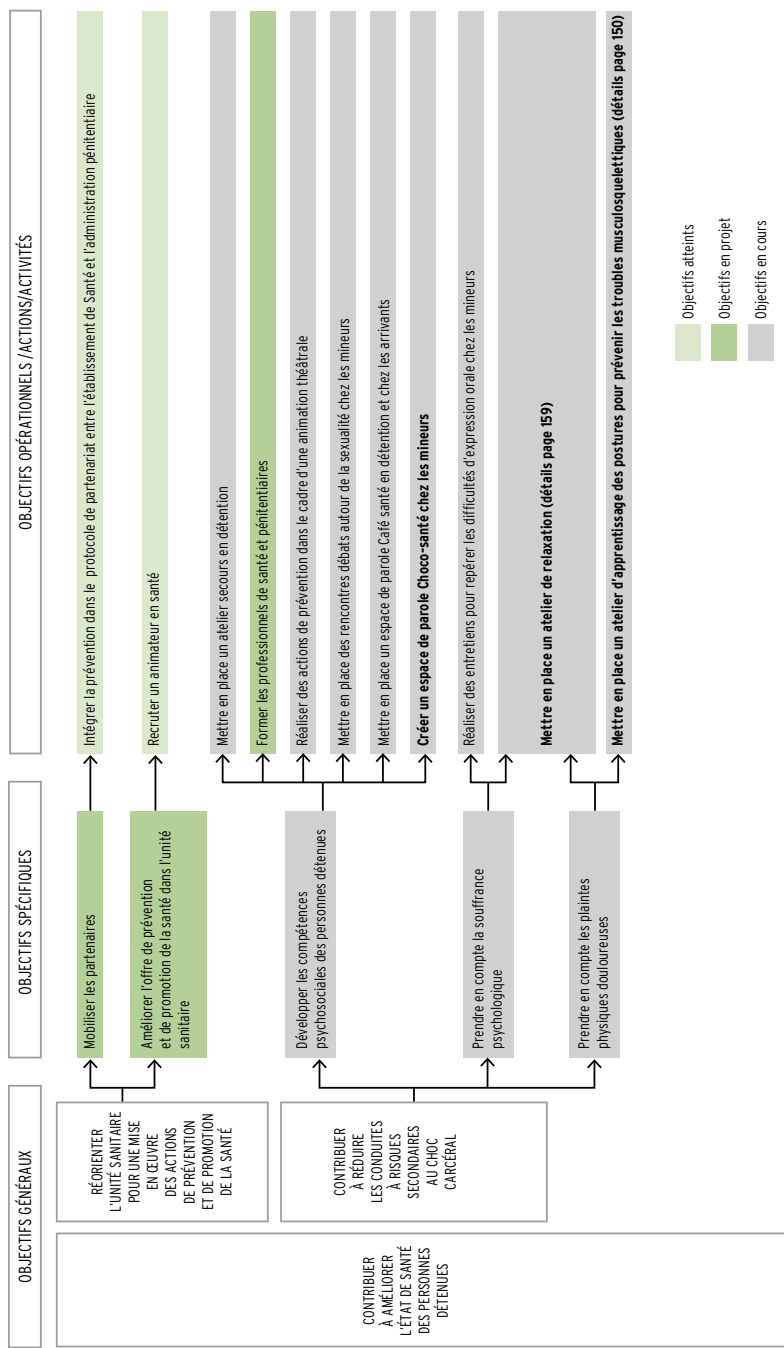 OBJECTIFS GÉNÉRAUX
OBJECTIFS SPÉCIFIQUES
OBJECTIFS OPÉRATIONNELS /ACTIONS/ACTIVITÉS
CONTRIBUER
À AMÉLIORER
L'ÉTAT DE SANTÉ
DES PERSONNES
DÉTENUES
RÉORIENTER
L'UNITÉ SANITAIRE
POUR UNE MISE
EN ŒUVRE
DES ACTIONS
DE PRÉVENTION
ET DE PROMOTION
DE LA SANTÉ
Mobiliser les partenaires
Intégrer la prévention dans le protocole de partenariat entre l'établissement de Santé et l'administration pénitentiaire
Améliorer l'offre de prévention
et de promotion de la santé dans l'unité
sanitaire
Recruter un animateur en santé
CONTRIBUER
À RÉDUIRE
LES CONDUITES
À RISQUES
SECONDAIRES
AU CHOC
CARCÉRAL
Développer les compétences
psychosociales des personnes détenues
Mettre en place un atelier secours en détention
Former les professionnels de santé et pénitentiaires
Réaliser des actions de prévention dans le cadre d'une animation théâtrale
Mettre en place des rencontres débats autour de la sexualité chez les mineurs
Mettre en place un espace de parole Café santé en détention et chez les arrivants
Créer un espace de parole Choco-santé chez les mineurs
Prendre en compte la souffrance
psychologique
Réaliser des entretiens pour repérer les difficultés d'expression orale chez les mineurs
Mettre en place un atelier de relaxation (détails page 159)
Prendre en compte les plaintes
physiques douloureuses
Mettre en place un atelier d'apprentissage des postures pour prévenir les troubles musculosquelettiques (détails page 150)
Objectifs atteints
Objectifs en projet
Objectifs en cours